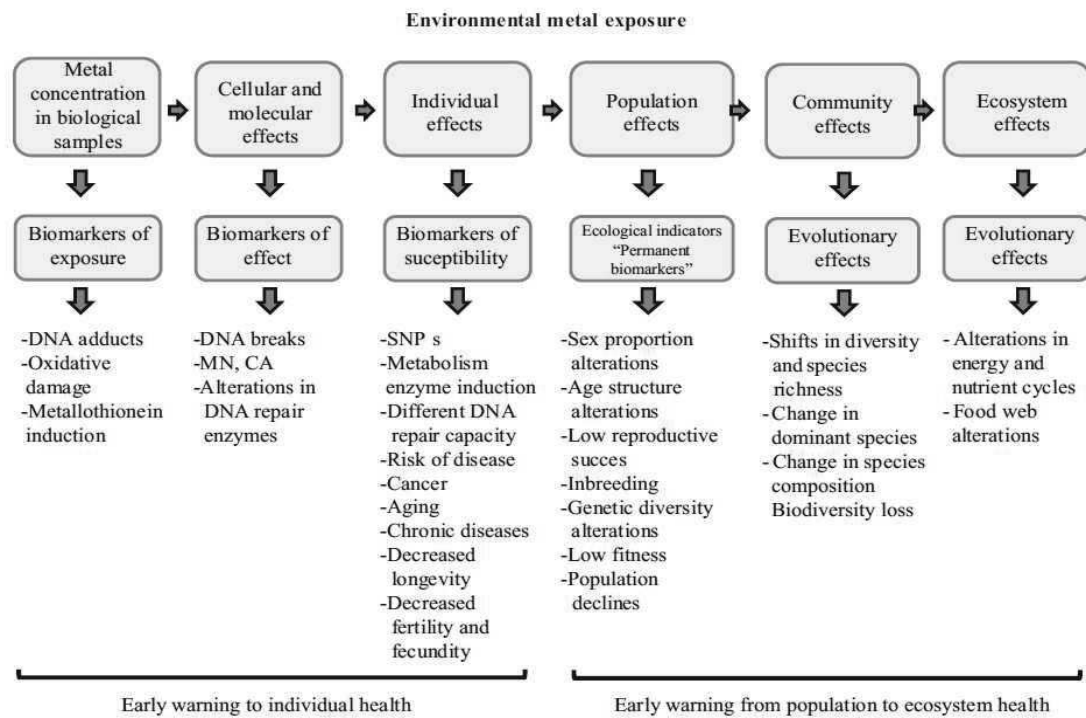 Environmental metal exposure
Metal
concentration
in biological
samples
Cellular and
molecular effects
Individual
effects
Population
effects
Community
effects
Ecosystem
effects
Biomarkers of
exposure
Biomarkers of
effect
Biomarkers of
suceptibility
Ecological indicators
“Permanent
biomarkers”
Evolutionary
effects
Evolutionary
effects
-DNA adducts
-Oxidative
damage
-Metallothionein
induction
-DNA breaks
-MN, CA
-Alterations in
DNA repair
enzymes
-SNP s
-Metabolism
enzyme induction
-Different DNA
repair capacity
-Risk of disease
-Cancer
-Aging
-Chronic diseases
-Decreased
longevity
-Decreased
fertility and
fecundity
-Sex proportion
alterations
-Age structure
alterations
-Low reproductive
succes
-Inbreeding
-Genetic diversity
alterations
-Low fitness
-Population
declines
-Shifts in diversity
and species
richness
- Change in
dominant species
- Change in species
composition
Biodiversity loss
- Alterations in
energy and
nutrient cycles
- Food web
alterations
Early warning to individual health
Early warning from population to ecosystem health